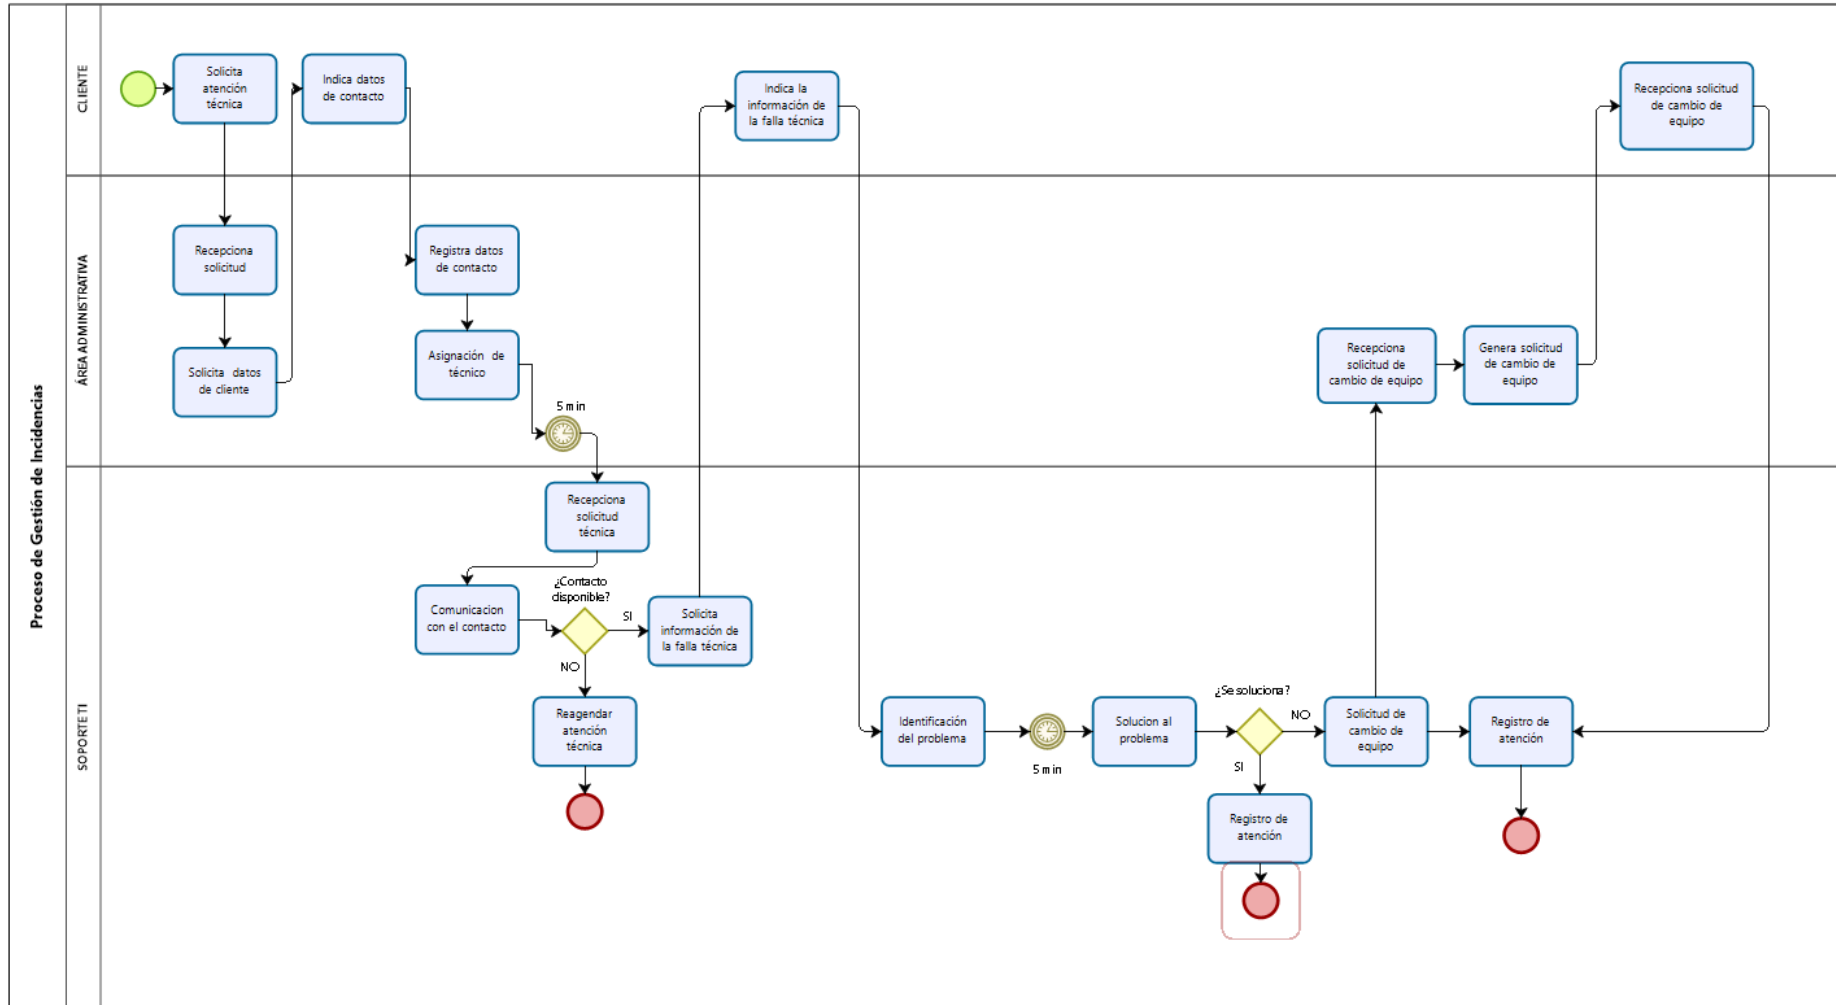 Proceso de Gestión de Incidencias
CLIENTE
Solicita
atención
técnica
Indica datos
de contacto
Indica la
información de
la falla técnica
Recepciona solicitud
de cambio de
equipo
ÁREA ADMINISTRATIVA
Recepciona
solicitud
Solicita datos
de cliente
Registra datos
de contacto
Asignación de
técnico
5 min
Recepciona
solicitud de
cambio de equipo
Genera solicitud
de cambio de
equipo
SOPORTE TI
Recepciona
solicitud
técnica
Comunicacion
con el contacto
¿Contacto
disponible?
SI
NO
Solicita
información de
la falla técnica
Reagendar
atención
técnica
Identificación
del problema
5 min
Solucion al
problema
¿Se soluciona?
NO
SI
Solicitud de
cambio de
equipo
Registro de
atención
Registro de
atención